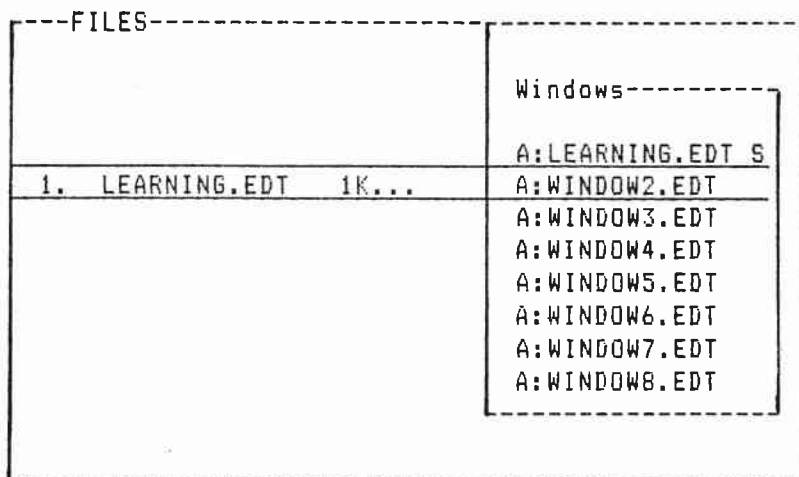 ---FILES---
Windows----------
A:LEARNING.EDT S
1. LEARNING.EDT 1K... A:WINDOW2.EDT
A:WINDOW3.EDT
A:WINDOW4.EDT
A:WINDOW5.EDT
A:WINDOW6.EDT
A:WINDOW7.EDT
A:WINDOW8.EDT